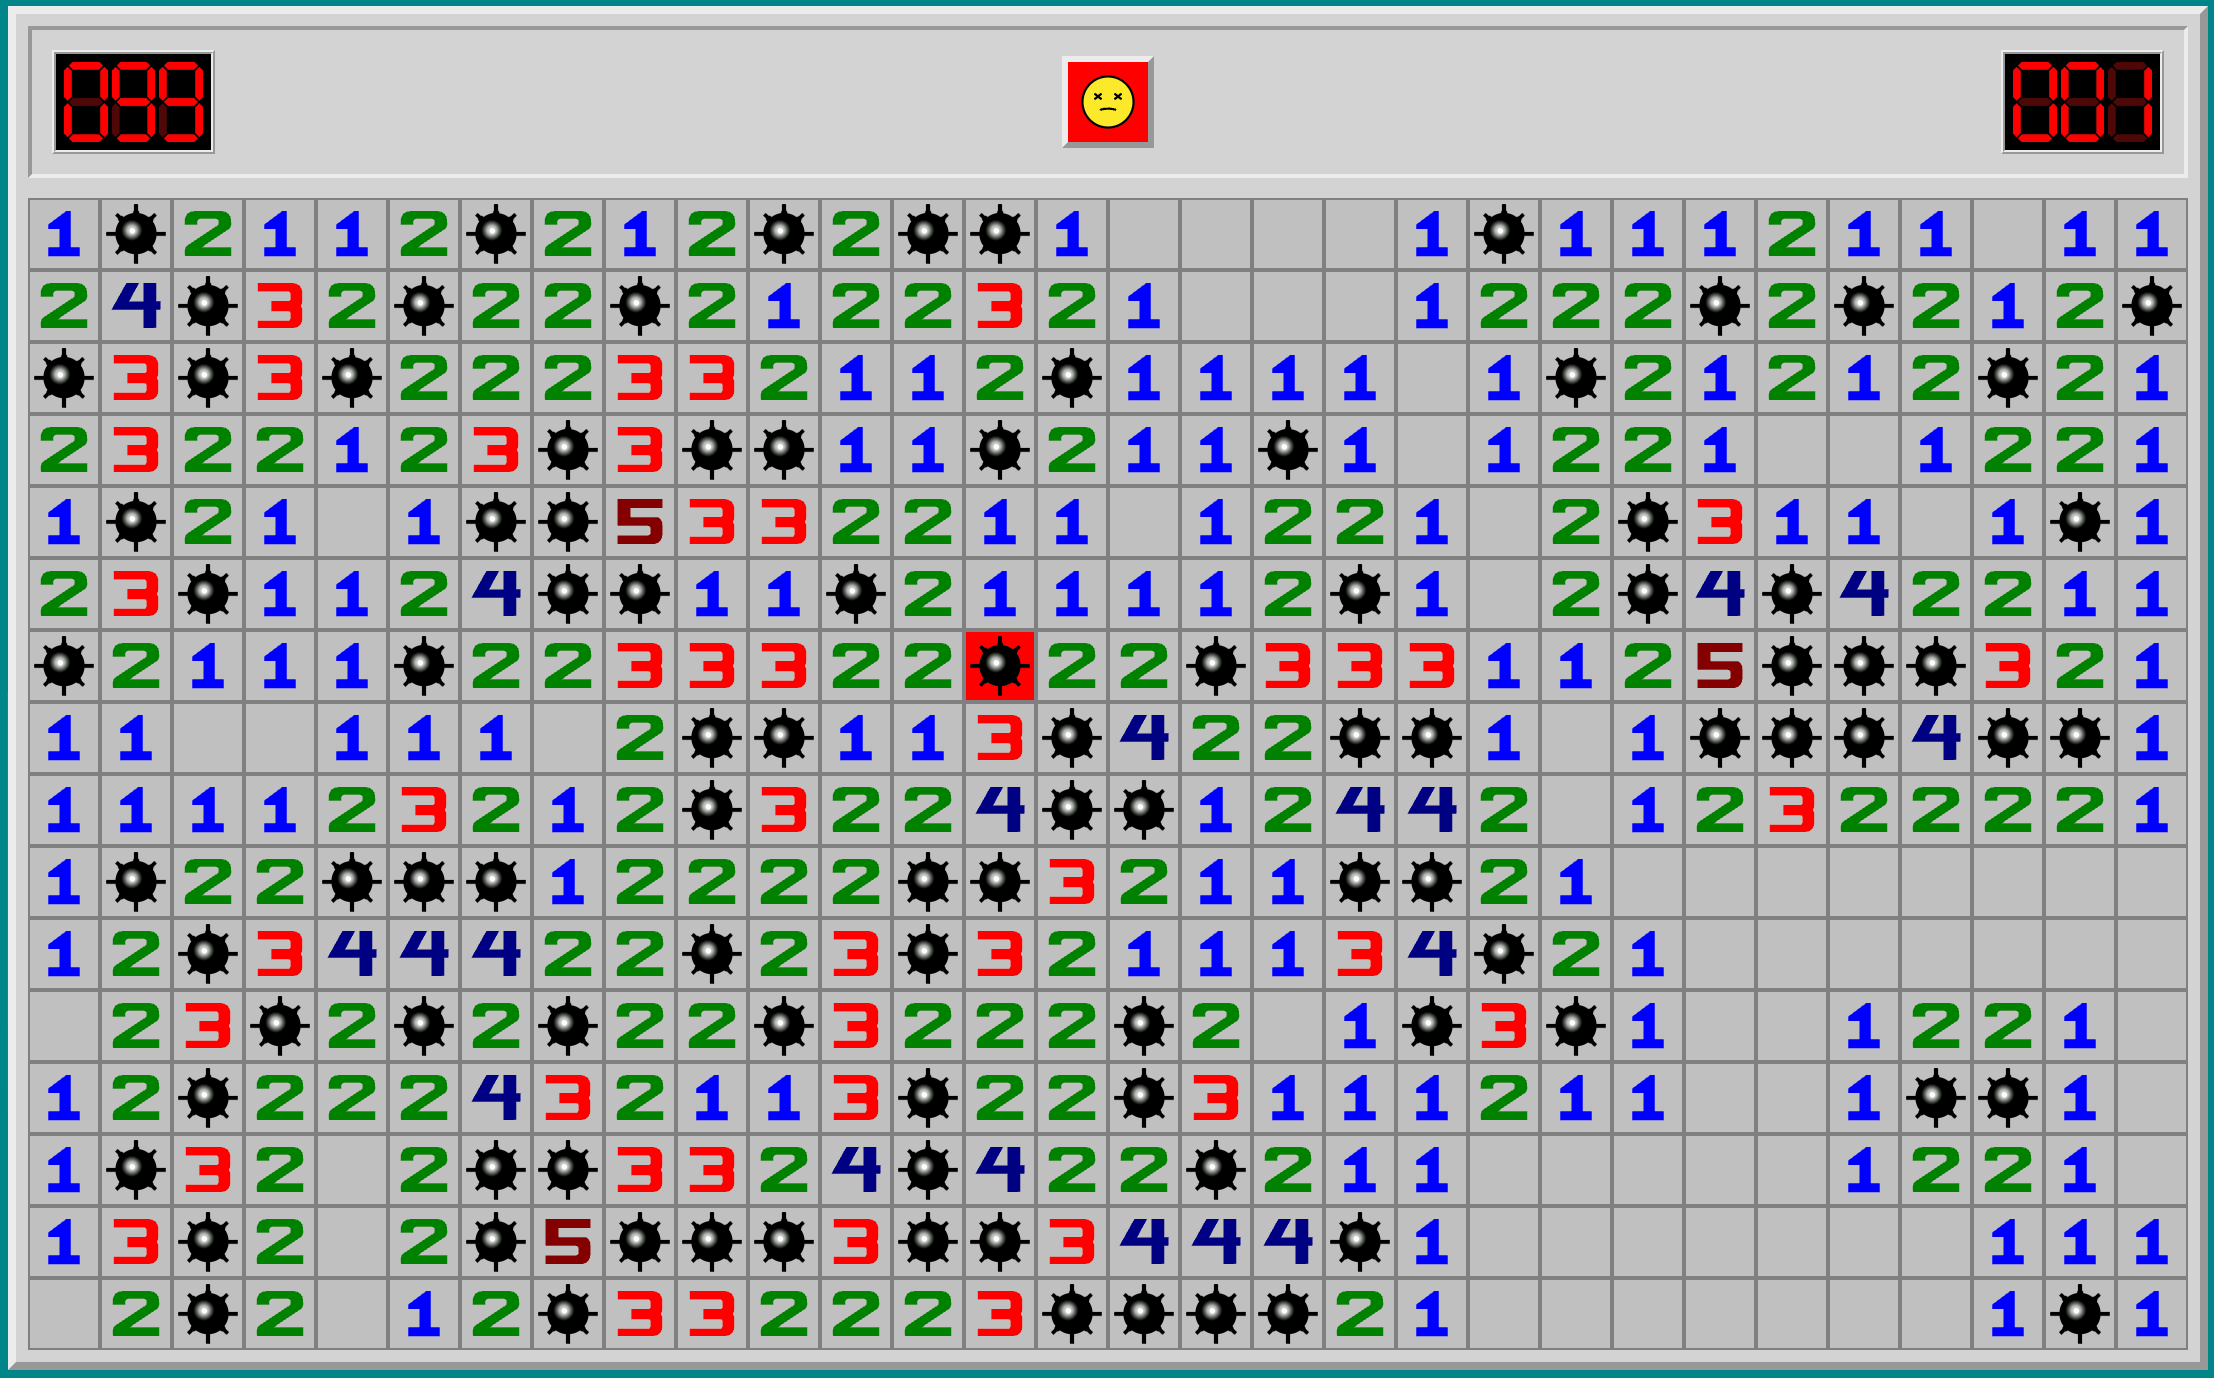 099 001
1 2 1 1 2 2 1 2 2 1 1 1 1 1 2 1 1 1 1
2 4 3 2 2 2 2 1 2 2 3 2 1 1 2 2 2 2 2 1 2
3 3 2 2 2 3 3 2 1 1 2 1 1 1 1 1 2 1 2 1 2 2 1
2 3 2 2 1 2 3 3 1 1 2 1 1 1 1 2 2 1 1 2 2 1
1 2 1 1 5 3 3 2 2 1 1 1 2 2 1 2 3 1 1 1 1
2 3 1 1 2 4 1 1 2 1 1 1 1 2 1 2 4 4 2 2 1 1
2 1 1 1 2 2 3 3 3 2 2 2 2 3 3 3 1 1 2 5 3 2 1
1 1 1 1 1 2 1 1 3 4 2 2 1 1 4 1
1 1 1 1 2 3 2 1 2 3 2 2 4 1 2 4 4 2 1 2 3 2 2 2 2 1
1 2 2 1 2 2 2 2 3 2 1 1 2 1
1 2 3 4 4 4 2 2 2 3 3 2 1 1 1 3 4 2 1
2 3 2 2 2 2 3 2 2 2 2 1 3 1 1 2 2 1
1 2 2 2 2 4 3 2 1 1 3 2 2 3 1 1 1 2 1 1 1 1
1 3 2 2 3 3 2 4 4 2 2 2 1 1 1 2 2 1
1 3 2 2 5 3 3 4 4 4 1 1 1 1
2 2 1 2 3 3 2 2 2 3 2 1 1 1